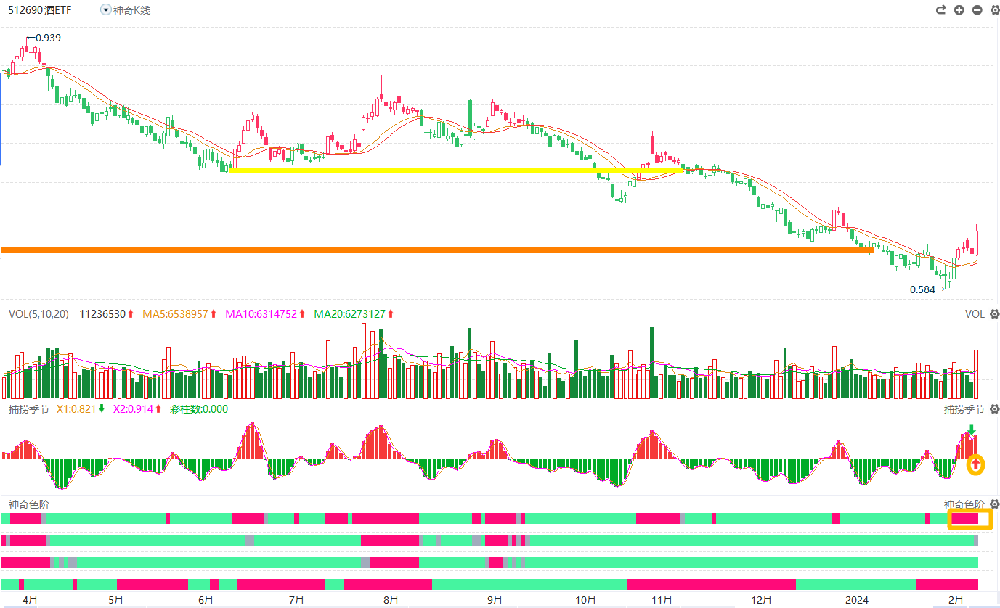 512690酒ETF 神奇K线
←0.939
0.584→
VOL(5,10,20) 11236530 MA5:6538957 MA10:6314752 MA20:6273127 VOL
捕捞季节 X1:0.821 X2:0.914 彩柱数:0.000 捕捞季节
神奇色阶 神奇色阶
4月 5月 6月 7月 8月 9月 10月 11月 12月 2024 2月